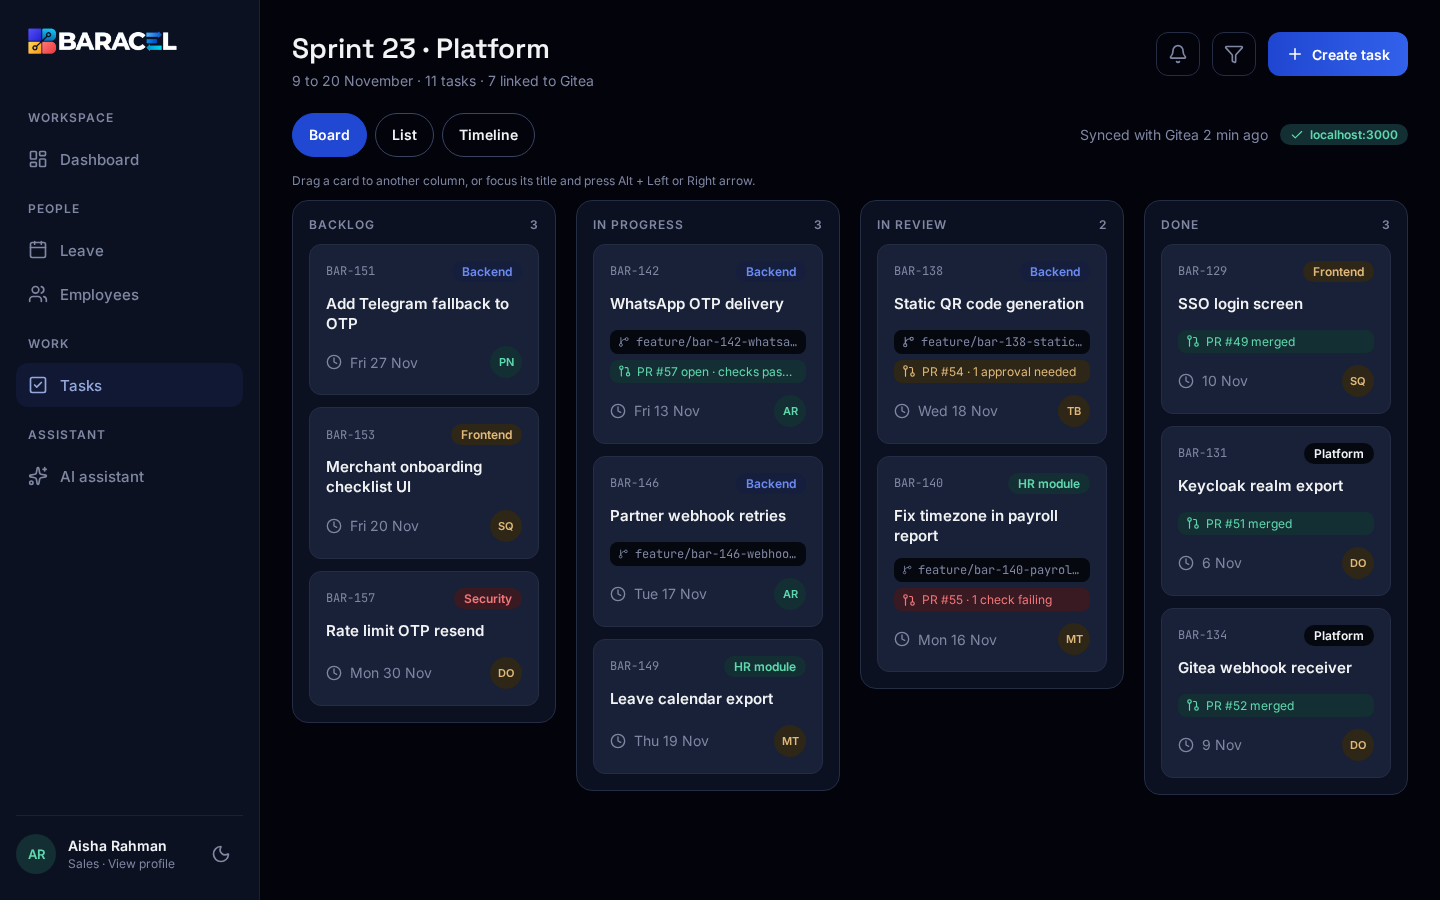 BARACEL
WORKSPACE
Dashboard
PEOPLE
Leave
Employees
WORK
Tasks
ASSISTANT
AI assistant
AR
Aisha Rahman
Sales · View profile
Sprint 23 · Platform
9 to 20 November · 11 tasks · 7 linked to Gitea
Create task
Board
List
Timeline
Synced with Gitea 2 min ago
localhost:3000
Drag a card to another column, or focus its title and press Alt + Left or Right arrow.
BACKLOG 3
BAR-151 Backend
Add Telegram fallback to
OTP
Fri 27 Nov PN
BAR-153 Frontend
Merchant onboarding
checklist UI
Fri 20 Nov SQ
BAR-157 Security
Rate limit OTP resend
Mon 30 Nov DO
IN PROGRESS 3
BAR-142 Backend
WhatsApp OTP delivery
feature/bar-142-whatsa…
PR #57 open · checks pas…
Fri 13 Nov AR
BAR-146 Backend
Partner webhook retries
feature/bar-146-webhoo…
Tue 17 Nov AR
BAR-149 HR module
Leave calendar export
Thu 19 Nov MT
IN REVIEW 2
BAR-138 Backend
Static QR code generation
feature/bar-138-static…
PR #54 · 1 approval needed
Wed 18 Nov TB
BAR-140 HR module
Fix timezone in payroll
report
feature/bar-140-payrol…
PR #55 · 1 check failing
Mon 16 Nov MT
DONE 3
BAR-129 Frontend
SSO login screen
PR #49 merged
10 Nov SQ
BAR-131 Platform
Keycloak realm export
PR #51 merged
6 Nov DO
BAR-134 Platform
Gitea webhook receiver
PR #52 merged
9 Nov DO